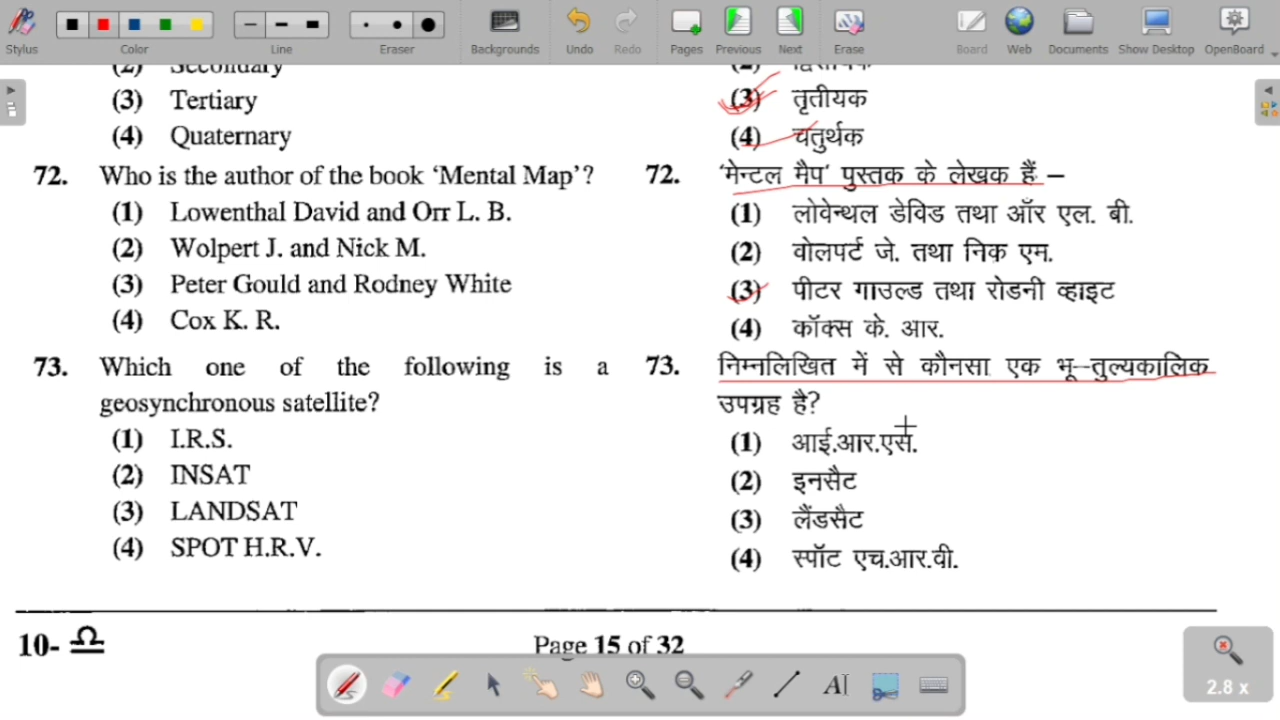 Stylus
Color
Line
Eraser
Backgrounds
Undo
Redo
Pages
Previous
Next
Erase
Board
Web
Documents
Show Desktop
OpenBoard
(2) Secondary
(3) Tertiary
(4) Quaternary
72. Who is the author of the book ‘Mental Map’?
(1) Lowenthal David and Orr L. B.
(2) Wolpert J. and Nick M.
(3) Peter Gould and Rodney White
(4) Cox K. R.
73. Which one of the following is a
geosynchronous satellite?
(1) I.R.S.
(2) INSAT
(3) LANDSAT
(4) SPOT H.R.V.
(2) द्वितीयक
(3) तृतीयक
(4) चतुर्थक
72. ‘मेन्टल मैप’ पुस्तक के लेखक हैं –
(1) लोवेन्थल डेविड तथा ऑर एल. बी.
(2) वोलपर्ट जे. तथा निक एम.
(3) पीटर गाउल्ड तथा रोडनी व्हाइट
(4) कॉक्स के. आर.
73. निम्नलिखित में से कौनसा एक भू–तुल्यकालिक
उपग्रह है?
(1) आई.आर.एस.
(2) इनसैट
(3) लैंडसैट
(4) स्पॉट एच.आर.वी.
10- ♎
Page 15 of 32
2.8 x